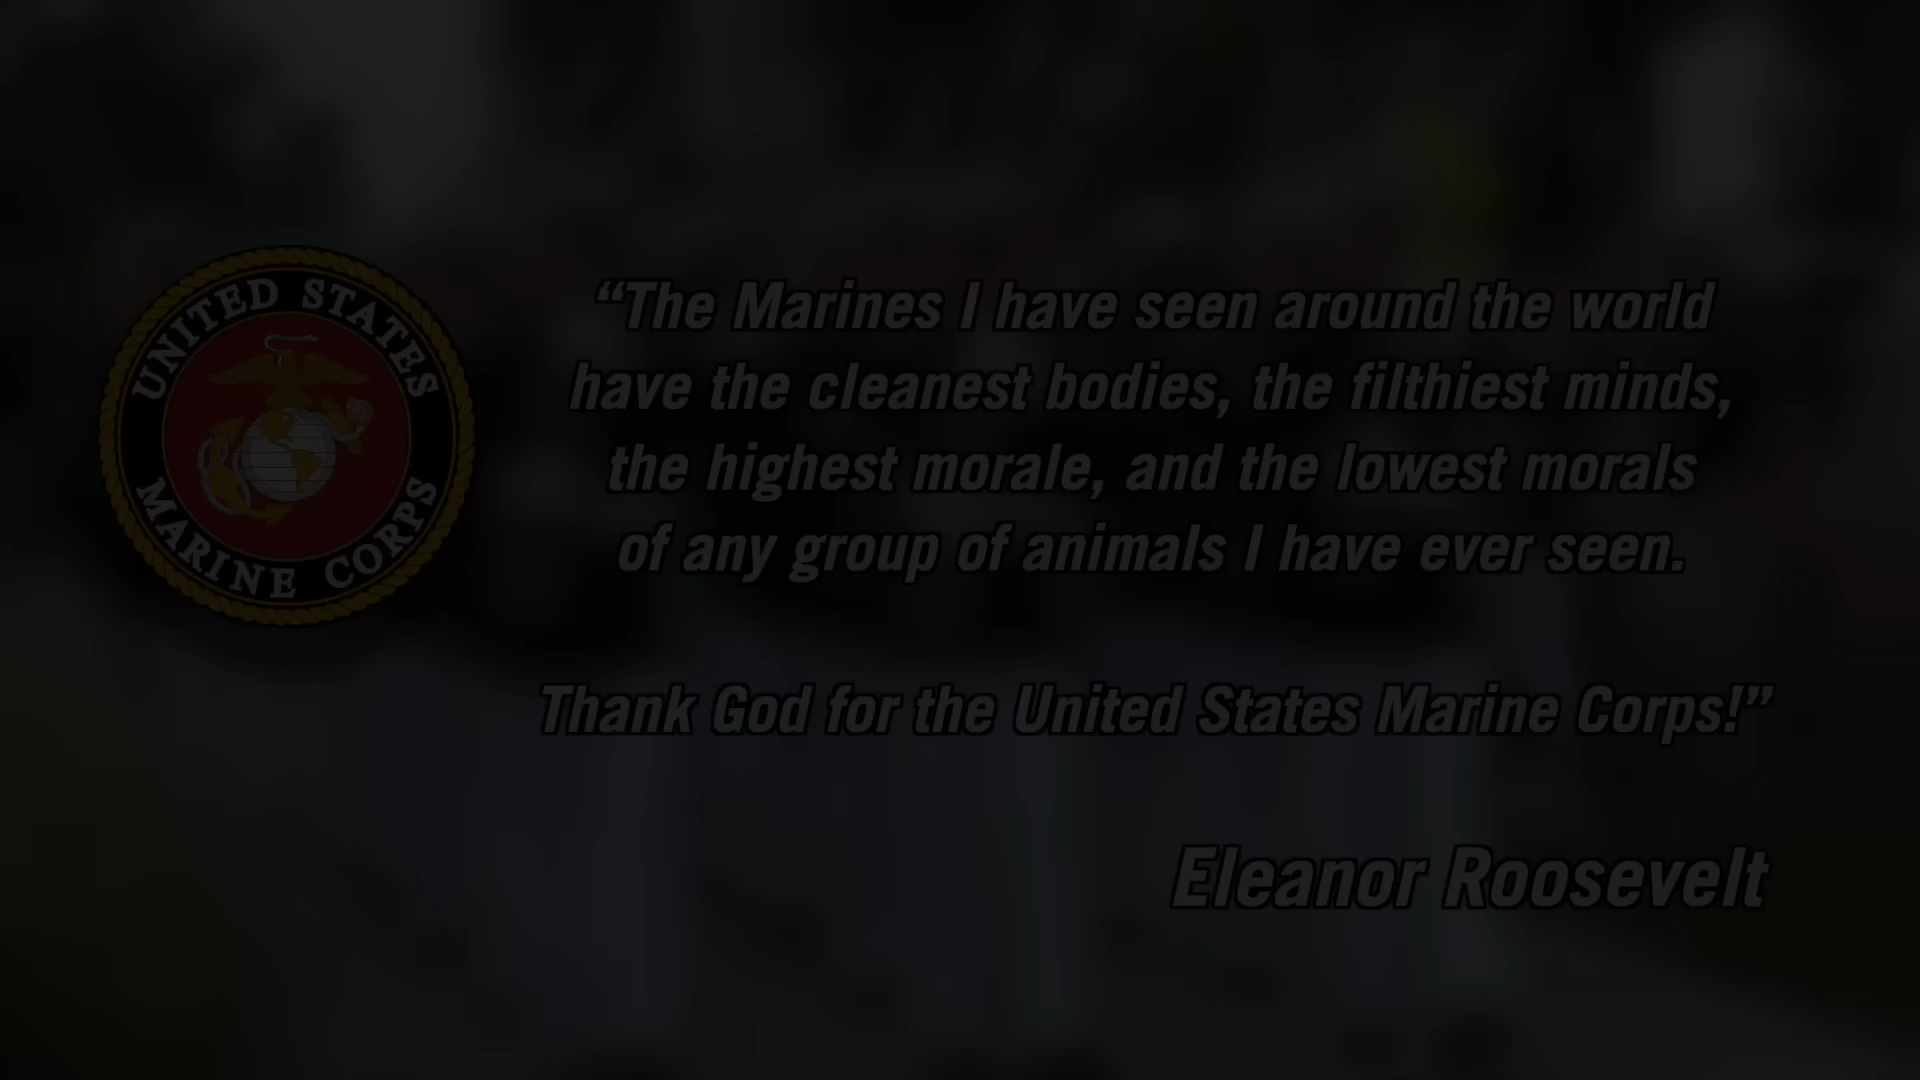 UNITED STATES
MARINE CORPS
“The Marines I have seen around the world
have the cleanest bodies, the filthiest minds,
the highest morale, and the lowest morals
of any group of animals I have ever seen.
Thank God for the United States Marine Corps!”
Eleanor Roosevelt